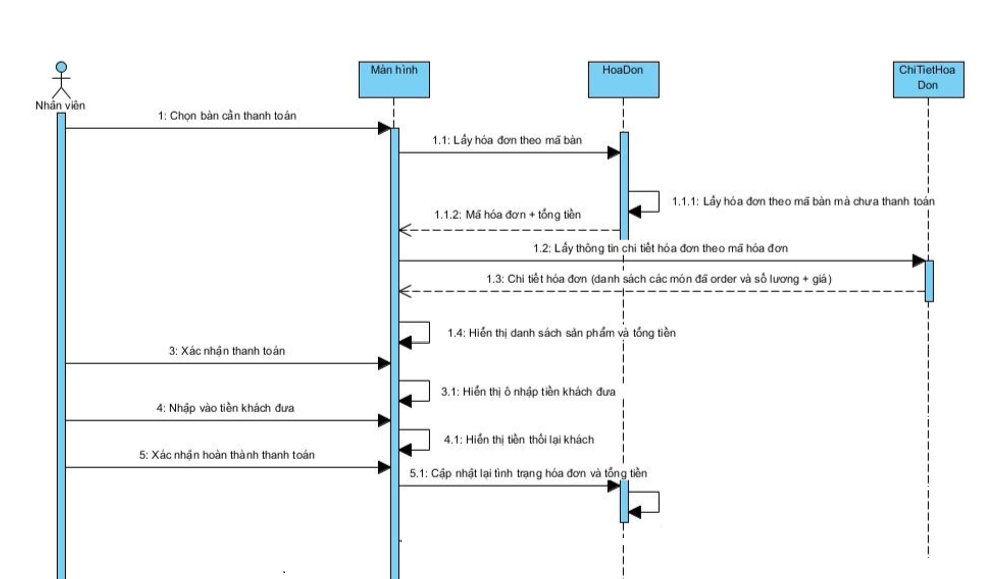 Màn hình
HoaDon
ChiTietHoa
Don
Nhân viên
1: Chọn bàn cần thanh toán
1.1: Lấy hóa đơn theo mã bàn
1.1.1: Lấy hóa đơn theo mã bàn mà chưa thanh toán
1.1.2: Mã hóa đơn + tổng tiền
1.2: Lấy thông tin chi tiết hóa đơn theo mã hóa đơn
1.3: Chi tiết hóa đơn (danh sách các món đã order và số lương + giá)
1.4: Hiển thị danh sách sản phẩm và tổng tiền
3: Xác nhận thanh toán
3.1: Hiển thị ô nhập tiền khách đưa
4: Nhập vào tiền khách đưa
4.1: Hiển thị tiền thối lại khách
5: Xác nhận hoàn thành thanh toán
5.1: Cập nhật lại tình trạng hóa đơn và tổng tiền